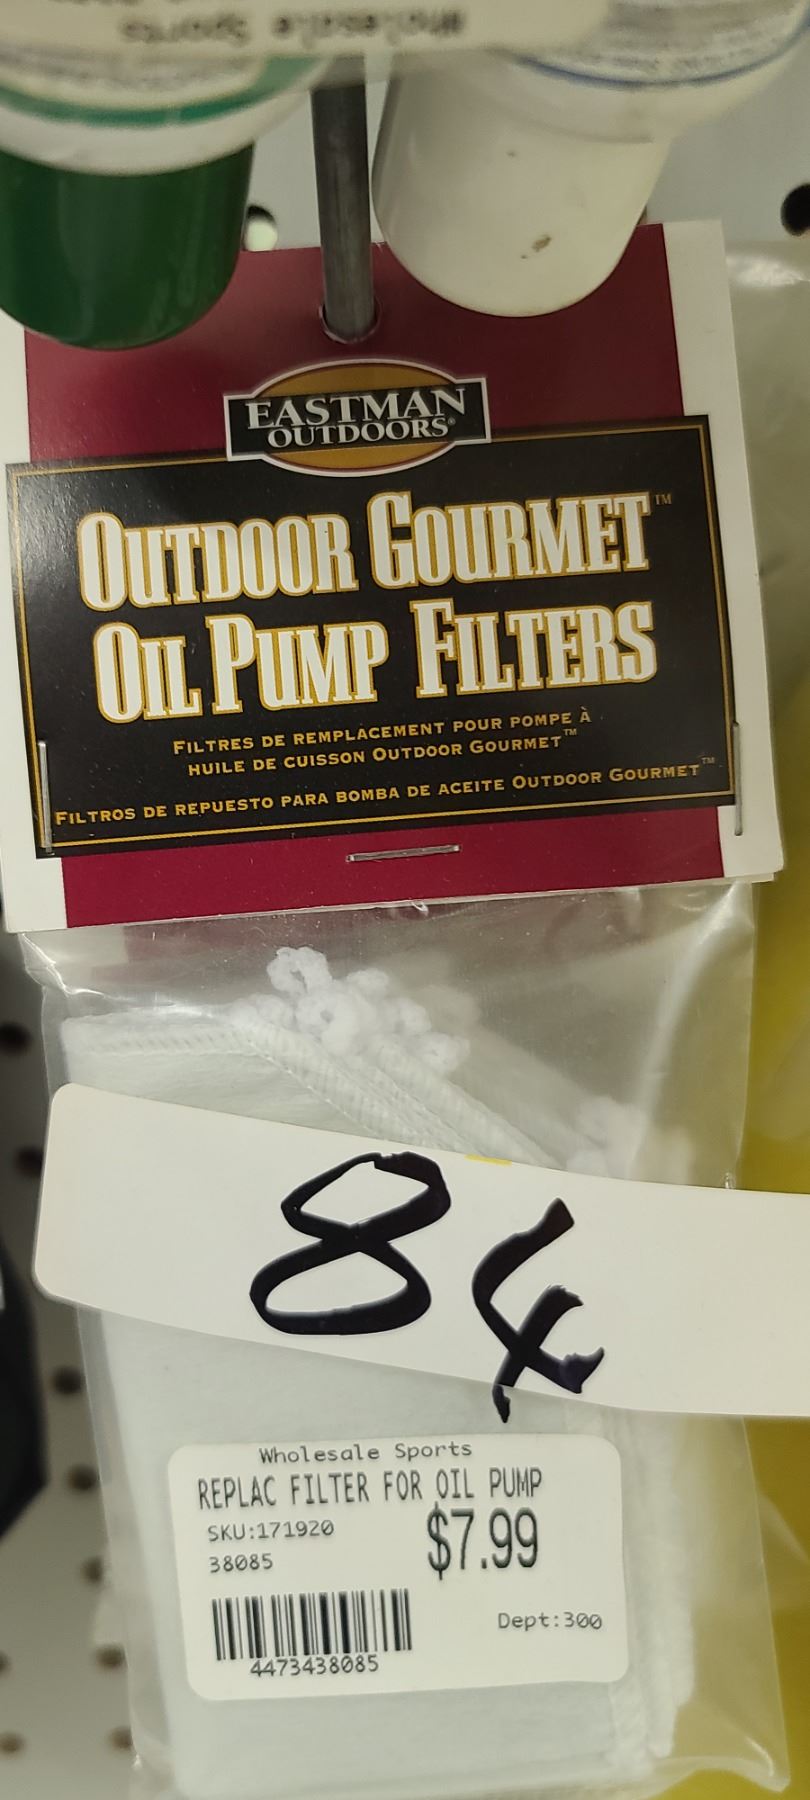 Wholesale Sports
EASTMAN
OUTDOORS®
OUTDOOR GOURMET™
OIL PUMP FILTERS
FILTRES DE REMPLACEMENT POUR POMPE À
HUILE DE CUISSON OUTDOOR GOURMET™
FILTROS DE REPUESTO PARA BOMBA DE ACEITE OUTDOOR GOURMET™
84
Wholesale Sports
REPLAC FILTER FOR OIL PUMP
SKU:171920
$7.99
38085
Dept:300
4473438085